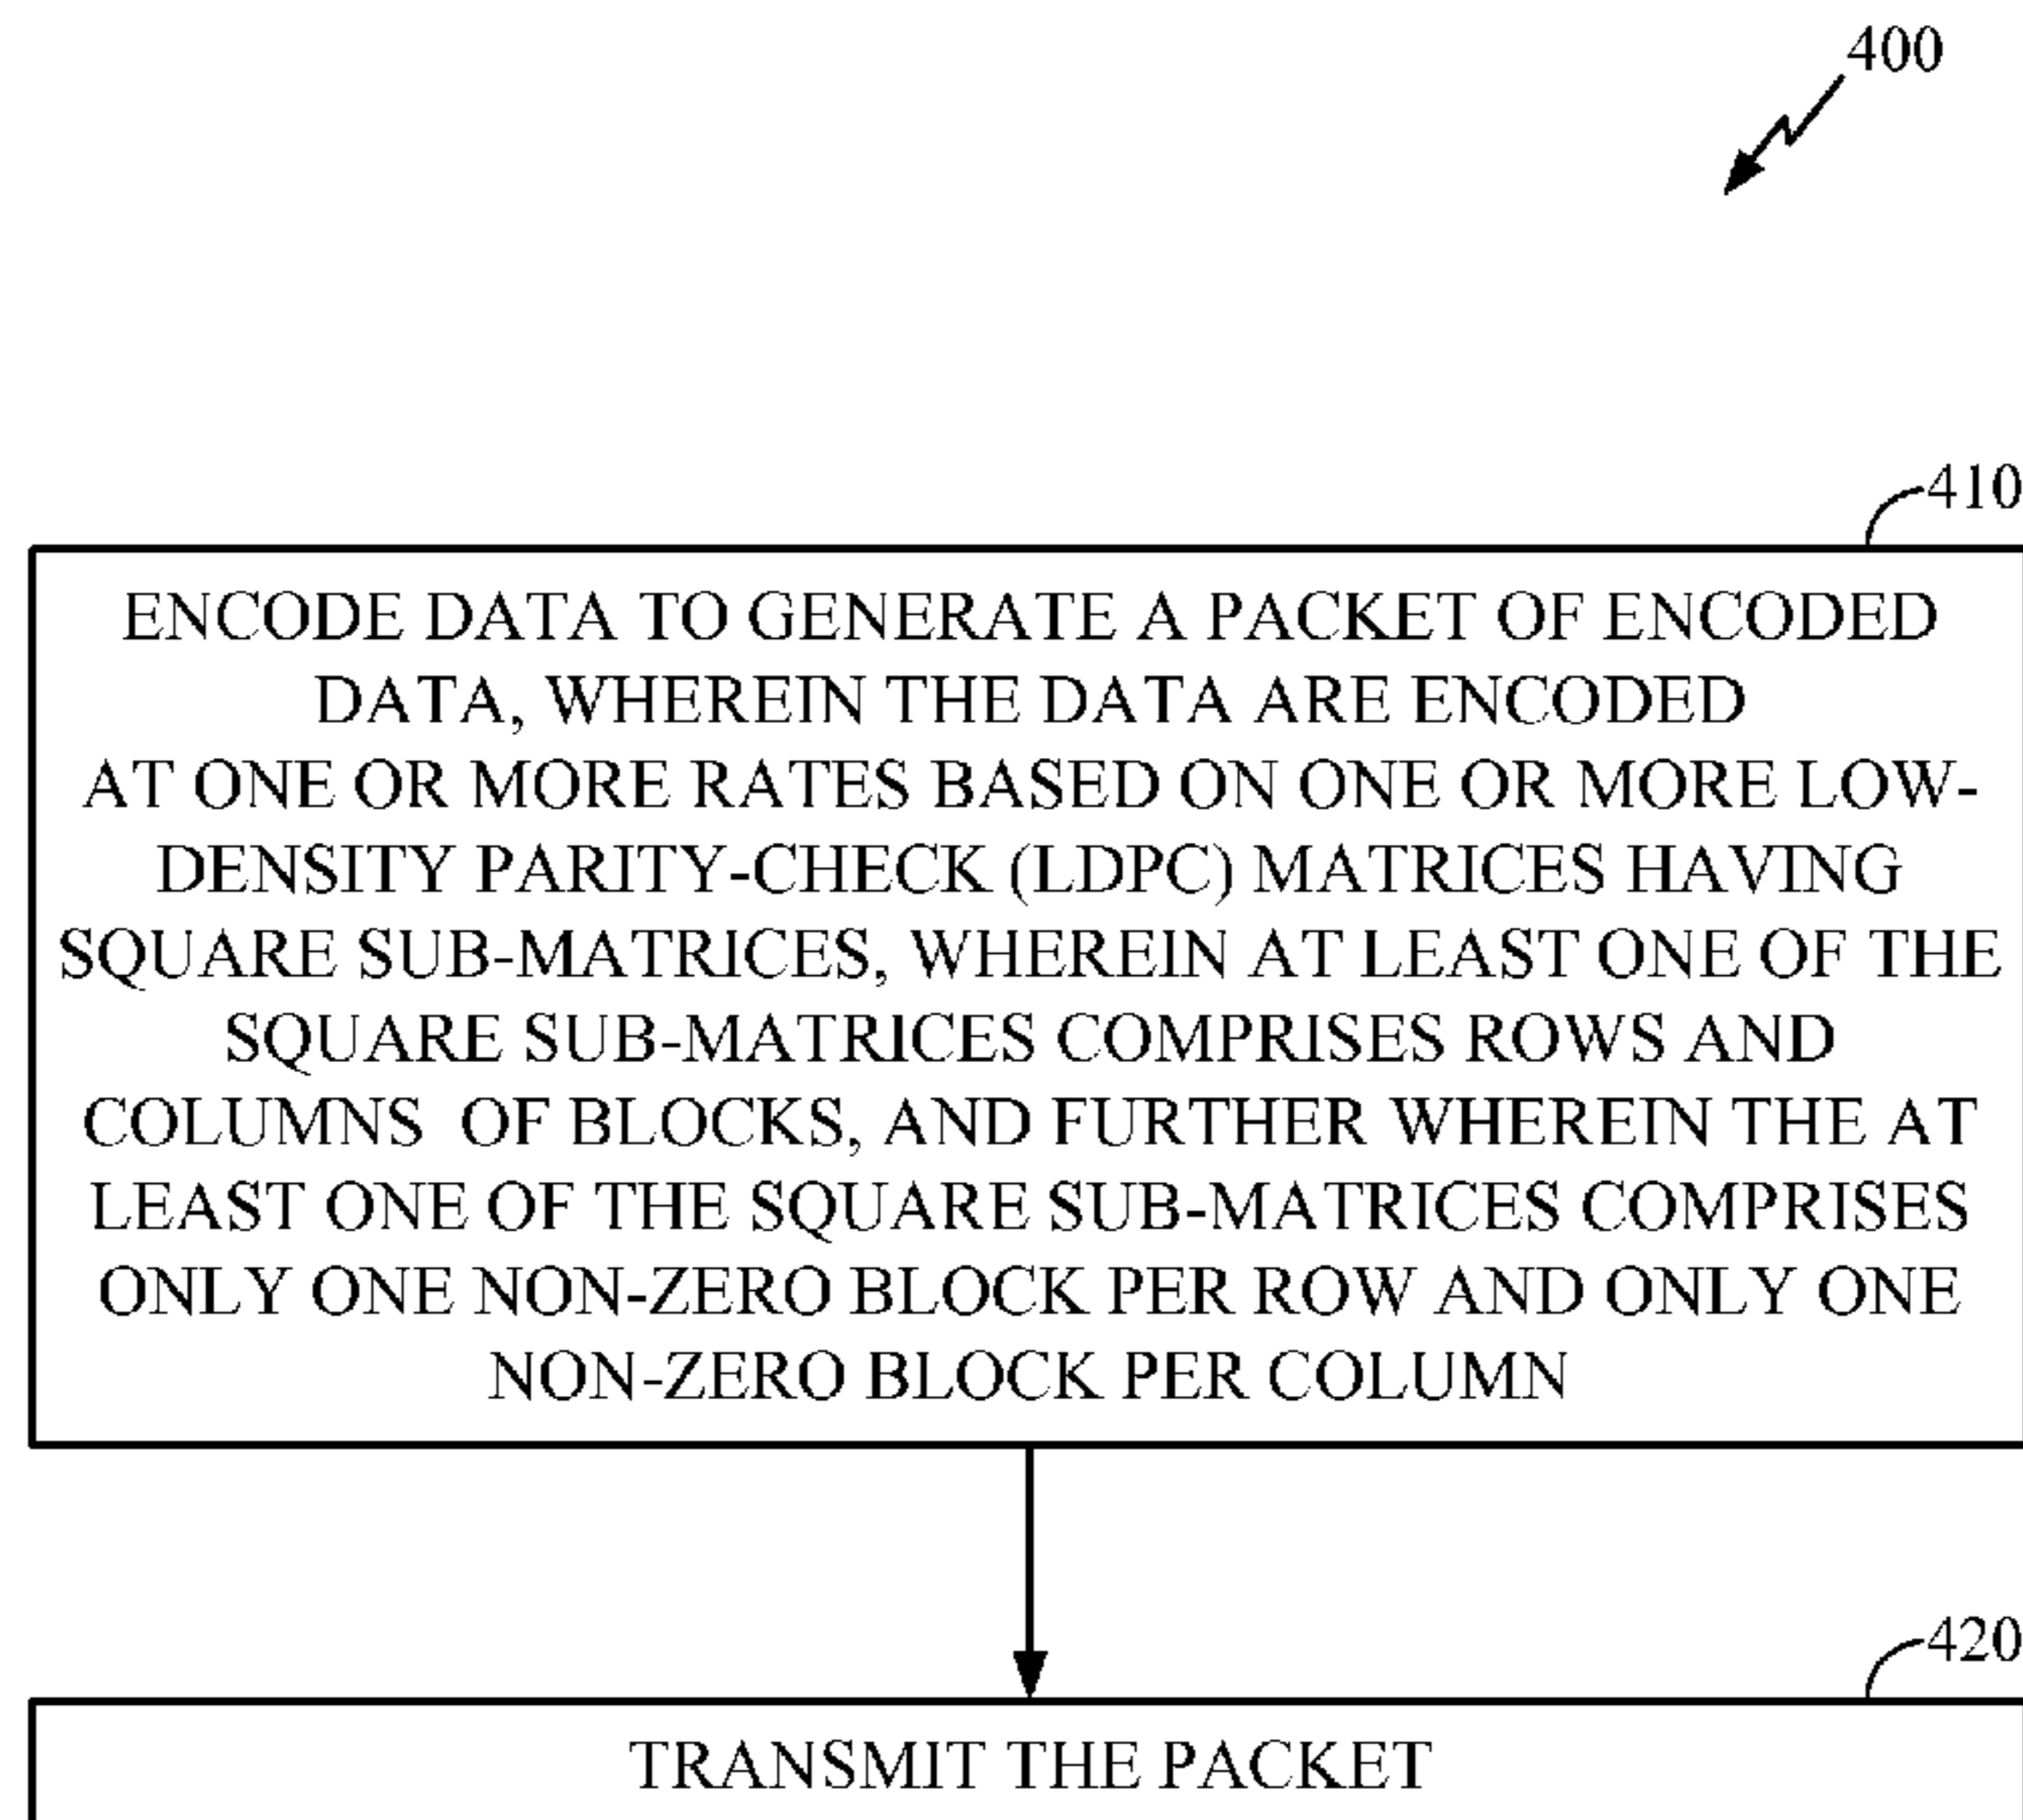 400
410
ENCODE DATA TO GENERATE A PACKET OF ENCODED
DATA, WHEREIN THE DATA ARE ENCODED
AT ONE OR MORE RATES BASED ON ONE OR MORE LOW-
DENSITY PARITY-CHECK (LDPC) MATRICES HAVING
SQUARE SUB-MATRICES, WHEREIN AT LEAST ONE OF THE
SQUARE SUB-MATRICES COMPRISES ROWS AND
COLUMNS OF BLOCKS, AND FURTHER WHEREIN THE AT
LEAST ONE OF THE SQUARE SUB-MATRICES COMPRISES
ONLY ONE NON-ZERO BLOCK PER ROW AND ONLY ONE
NON-ZERO BLOCK PER COLUMN
420
TRANSMIT THE PACKET